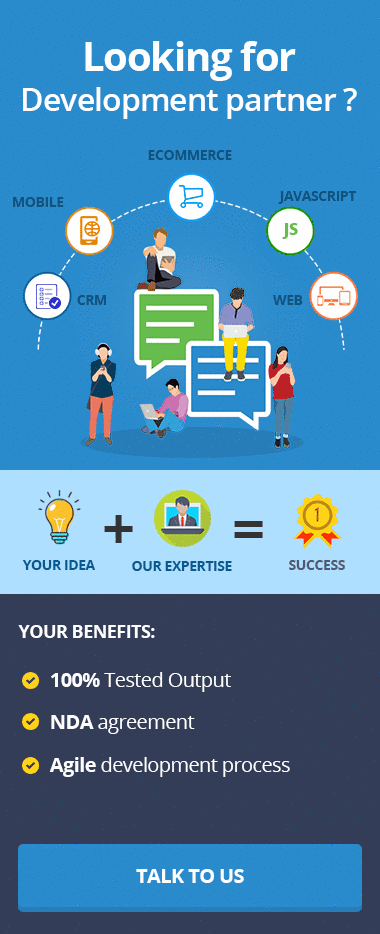 Looking for
Development partner ?
ECOMMERCE
MOBILE
JAVASCRIPT
JS
CRM
WEB
+
=
1
YOUR IDEA
OUR EXPERTISE
SUCCESS
YOUR BENEFITS:
100% Tested Output
NDA agreement
Agile development process
TALK TO US